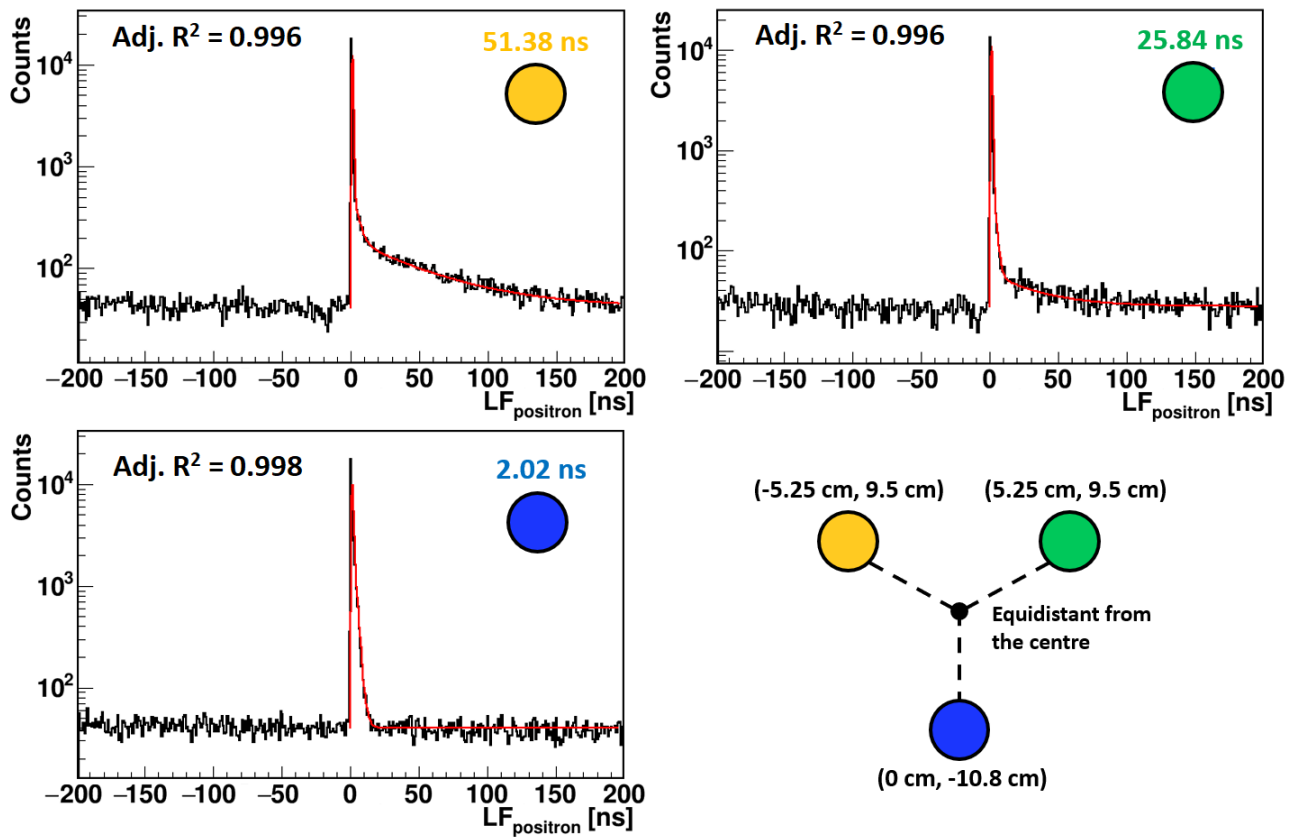 Adj. R² = 0.996
51.38 ns
Counts
10⁴
10³
10²
−200 −150 −100 −50 0 50 100 150 200
LFpositron [ns]
Adj. R² = 0.996
25.84 ns
Counts
10⁴
10³
10²
−200 −150 −100 −50 0 50 100 150 200
LFpositron [ns]
Adj. R² = 0.998
2.02 ns
Counts
10⁴
10³
10²
−200 −150 −100 −50 0 50 100 150 200
LFpositron [ns]
(-5.25 cm, 9.5 cm)
(5.25 cm, 9.5 cm)
Equidistant from
the centre
(0 cm, -10.8 cm)